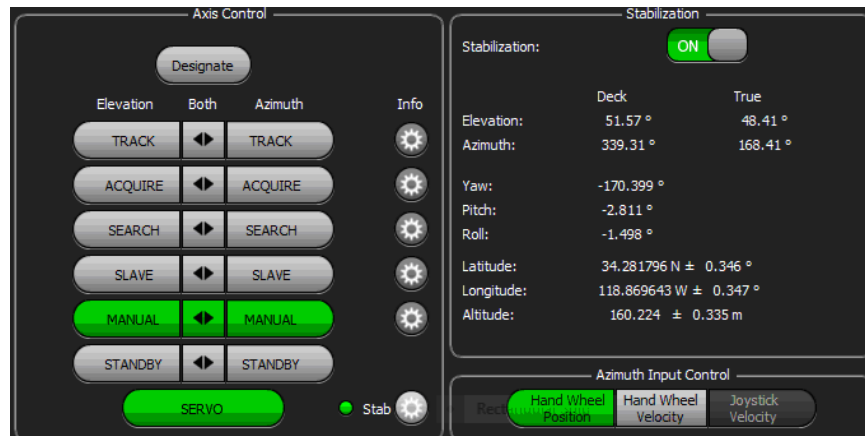 Axis Control
Designate
Elevation Both Azimuth Info
TRACK TRACK
ACQUIRE ACQUIRE
SEARCH SEARCH
SLAVE SLAVE
MANUAL MANUAL
STANDBY STANDBY
SERVO Stab
Stabilization
Stabilization: ON
Deck True
Elevation: 51.57 ° 48.41 °
Azimuth: 339.31 ° 168.41 °
Yaw: -170.399 °
Pitch: -2.811 °
Roll: -1.498 °
Latitude: 34.281796 N ± 0.346 °
Longitude: 118.869643 W ± 0.347 °
Altitude: 160.224 ± 0.335 m
Azimuth Input Control
Hand Wheel Position
Hand Wheel Velocity
Joystick Velocity